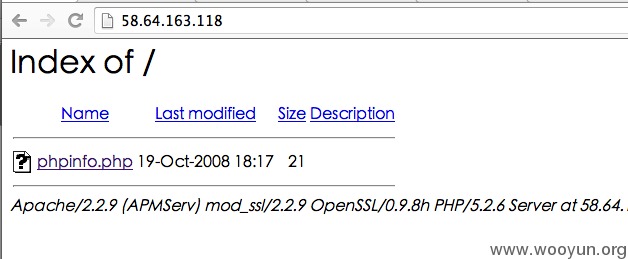 58.64.163.118
Index of /
Name Last modified Size Description
phpinfo.php 19-Oct-2008 18:17 21
Apache/2.2.9 (APMServ) mod_ssl/2.2.9 OpenSSL/0.9.8h PHP/5.2.6 Server at 58.64.
www.wooyun.org